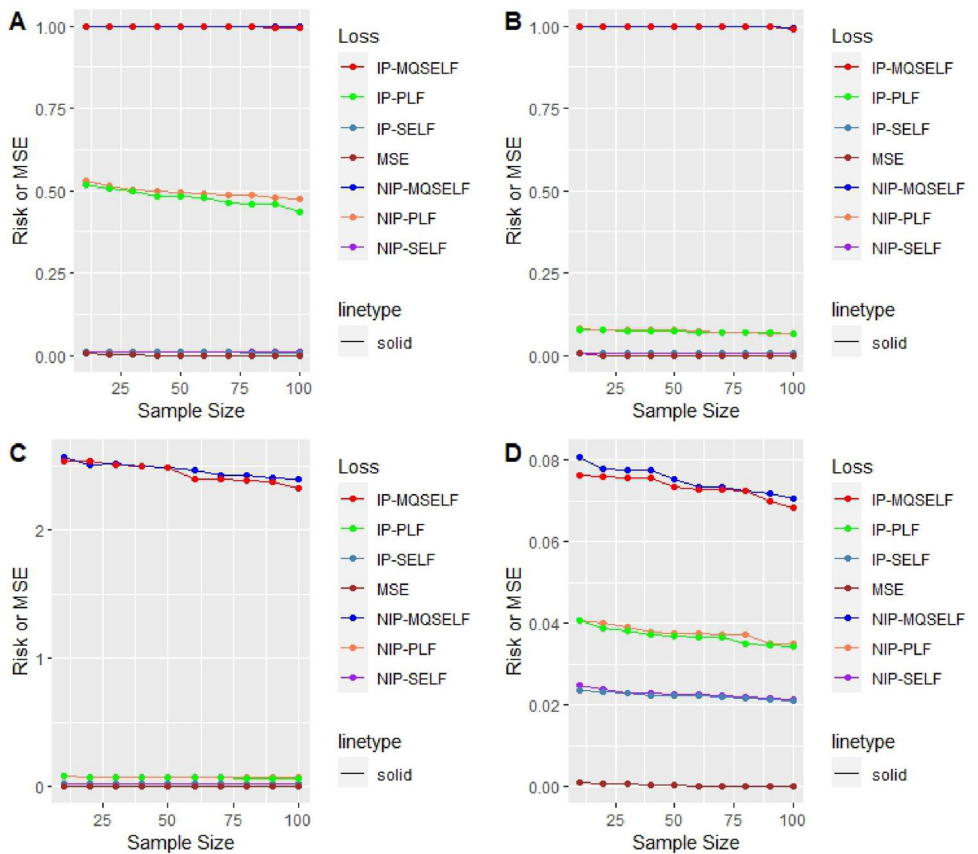 A
Risk or MSE
1.00
0.75
0.50
0.25
0.00
25
50
75
100
Sample Size
Loss
IP-MQSELF
IP-PLF
IP-SELF
MSE
NIP-MQSELF
NIP-PLF
NIP-SELF
linetype
solid
B
Risk or MSE
1.00
0.75
0.50
0.25
0.00
25
50
75
100
Sample Size
Loss
IP-MQSELF
IP-PLF
IP-SELF
MSE
NIP-MQSELF
NIP-PLF
NIP-SELF
linetype
solid
C
Risk or MSE
2
1
0
25
50
75
100
Sample Size
Loss
IP-MQSELF
IP-PLF
IP-SELF
MSE
NIP-MQSELF
NIP-PLF
NIP-SELF
linetype
solid
D
Risk or MSE
0.08
0.06
0.04
0.02
0.00
25
50
75
100
Sample Size
Loss
IP-MQSELF
IP-PLF
IP-SELF
MSE
NIP-MQSELF
NIP-PLF
NIP-SELF
linetype
solid